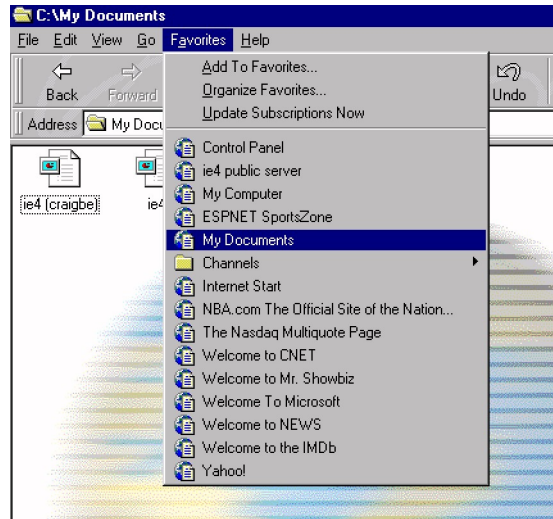 C:\My Documents
File Edit View Go Favorites Help
Back Forward Undo
Address My Docu
Add To Favorites...
Organize Favorites...
Update Subscriptions Now
Control Panel
ie4 public server
My Computer
ESPNET SportsZone
My Documents
Channels
Internet Start
NBA.com The Official Site of the Nation...
The Nasdaq Multiquote Page
Welcome to CNET
Welcome to Mr. Showbiz
Welcome To Microsoft
Welcome to NEWS
Welcome to the IMDb
Yahoo!
ie4 (craigbe) ie4